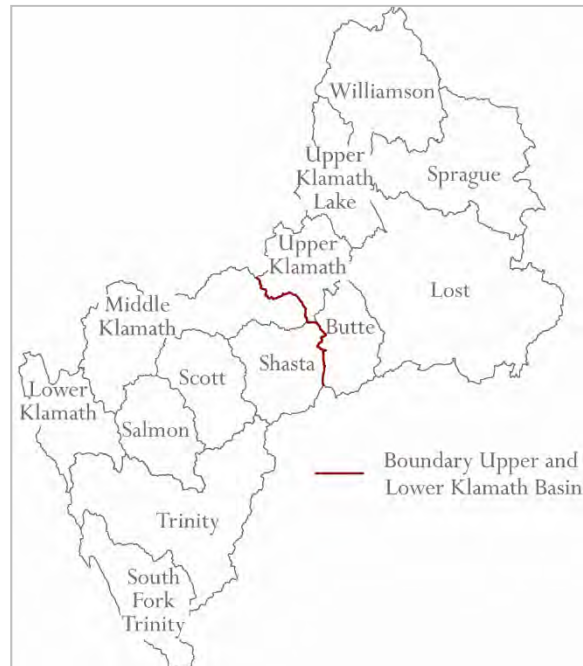 Williamson
Upper
Klamath
Lake
Sprague
Upper
Klamath
Lost
Middle
Klamath
Butte
Shasta
Scott
Lower
Klamath
Salmon
Boundary Upper and
Lower Klamath Basin
Trinity
South
Fork
Trinity